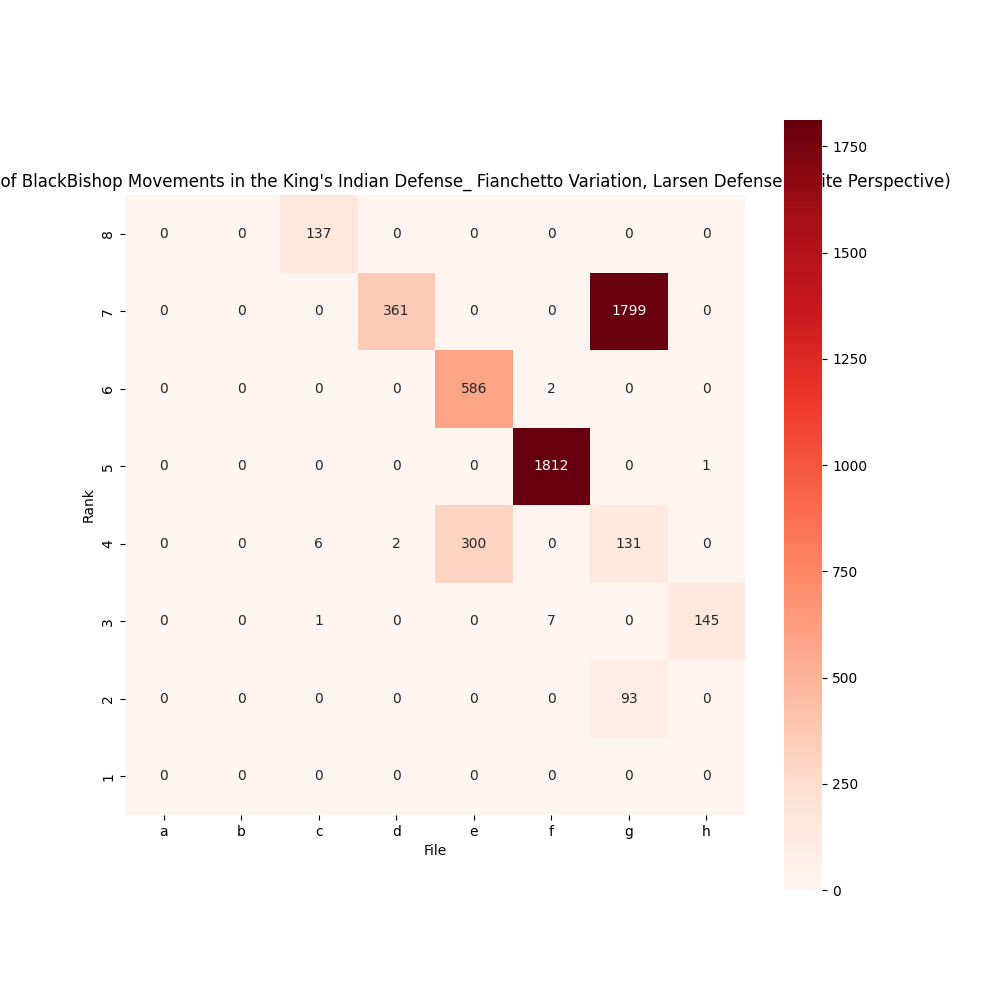 of BlackBishop Movements in the King's Indian Defense_ Fianchetto Variation, Larsen Defense ite Perspective)
8 0 0 137 0 0 0 0 0
7 0 0 0 361 0 0 1799 0
6 0 0 0 0 586 2 0 0
5 0 0 0 0 0 1812 0 1
4 0 0 6 2 300 0 131 0
3 0 0 1 0 0 7 0 145
2 0 0 0 0 0 0 93 0
1 0 0 0 0 0 0 0 0
a b c d e f g h
File
Rank
1750
1500
1250
1000
750
500
250
0